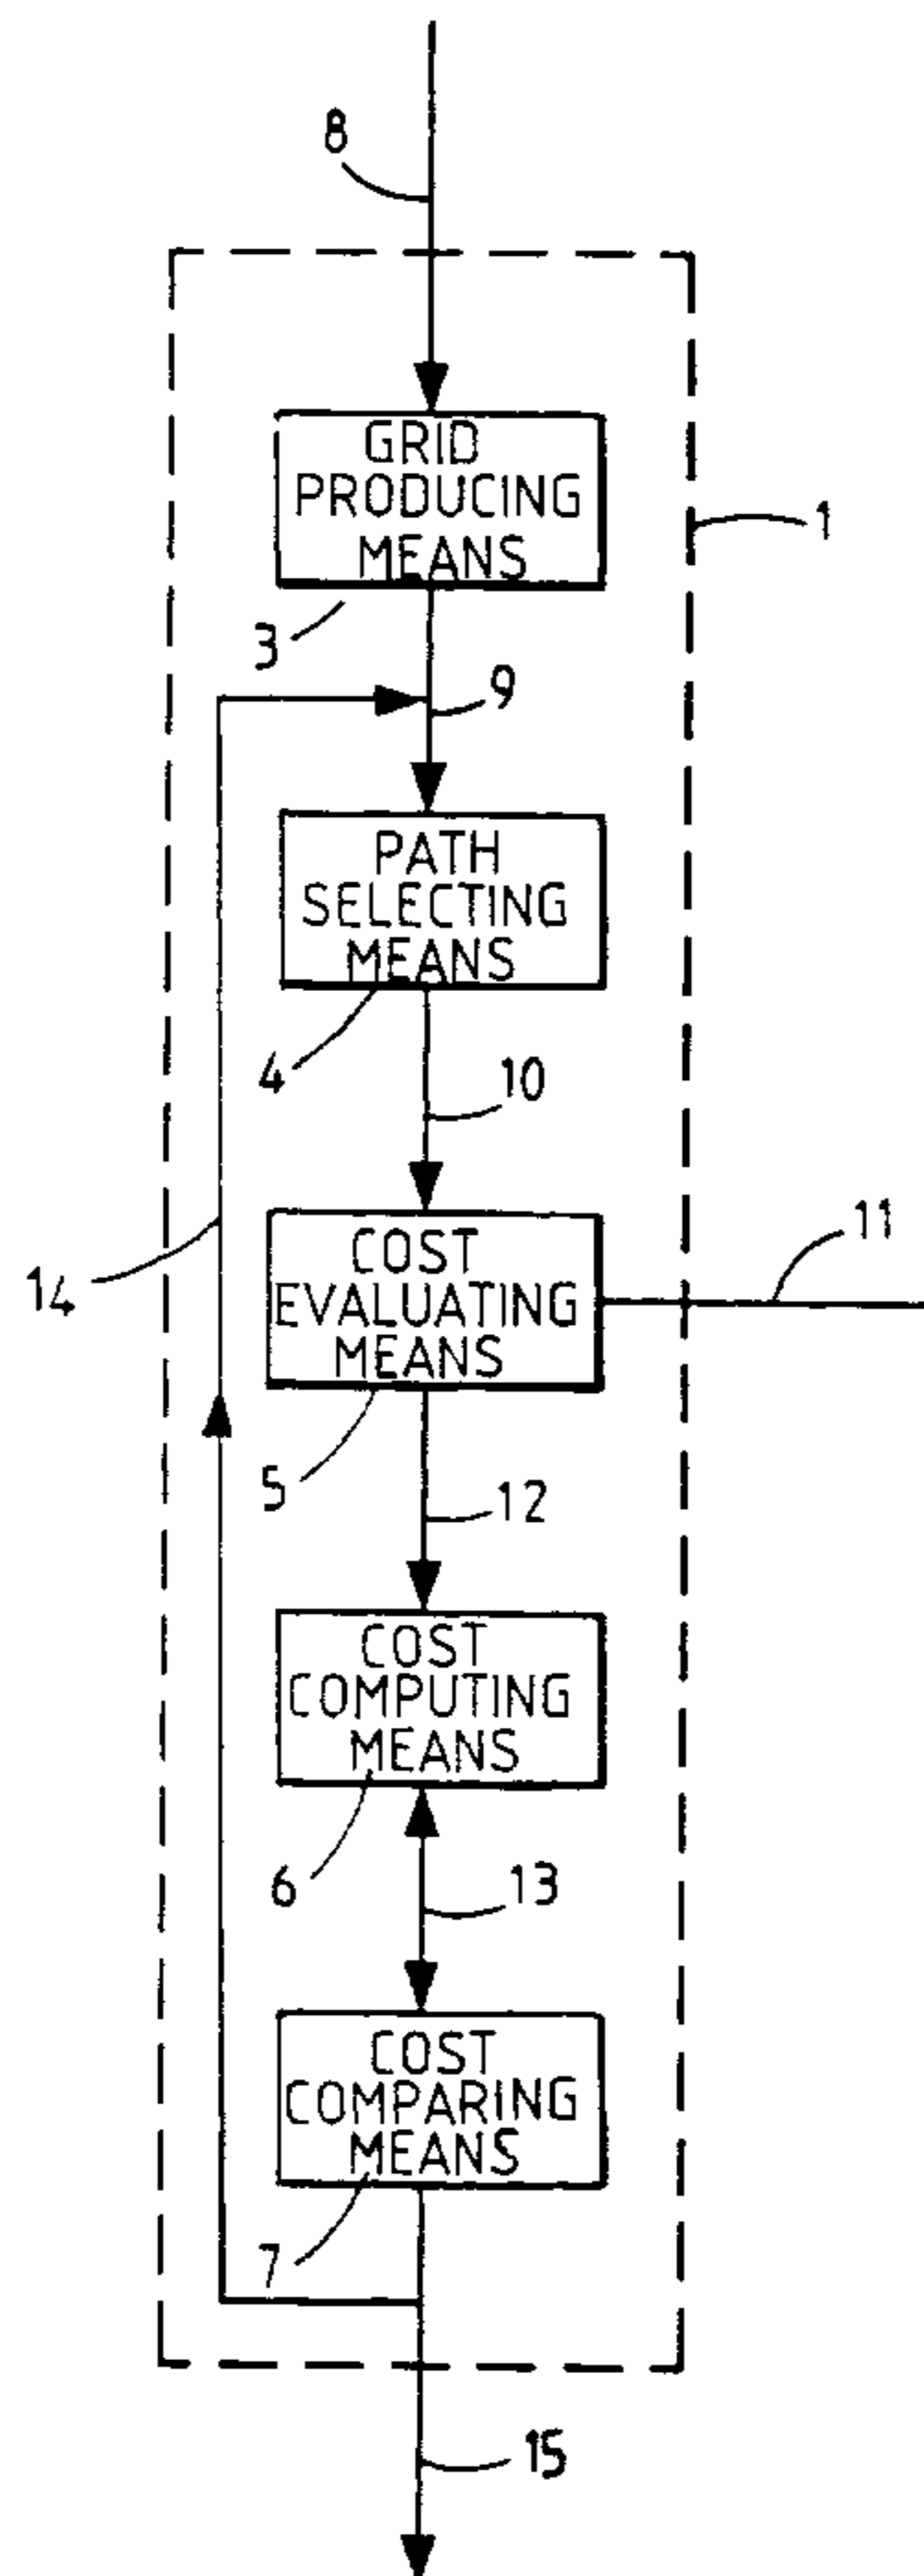 8
GRID
PRODUCING
MEANS
1
3
9
PATH
SELECTING
MEANS
4
10
COST
EVALUATING
MEANS
11
14
5
12
COST
COMPUTING
MEANS
6
13
COST
COMPARING
MEANS
7
15